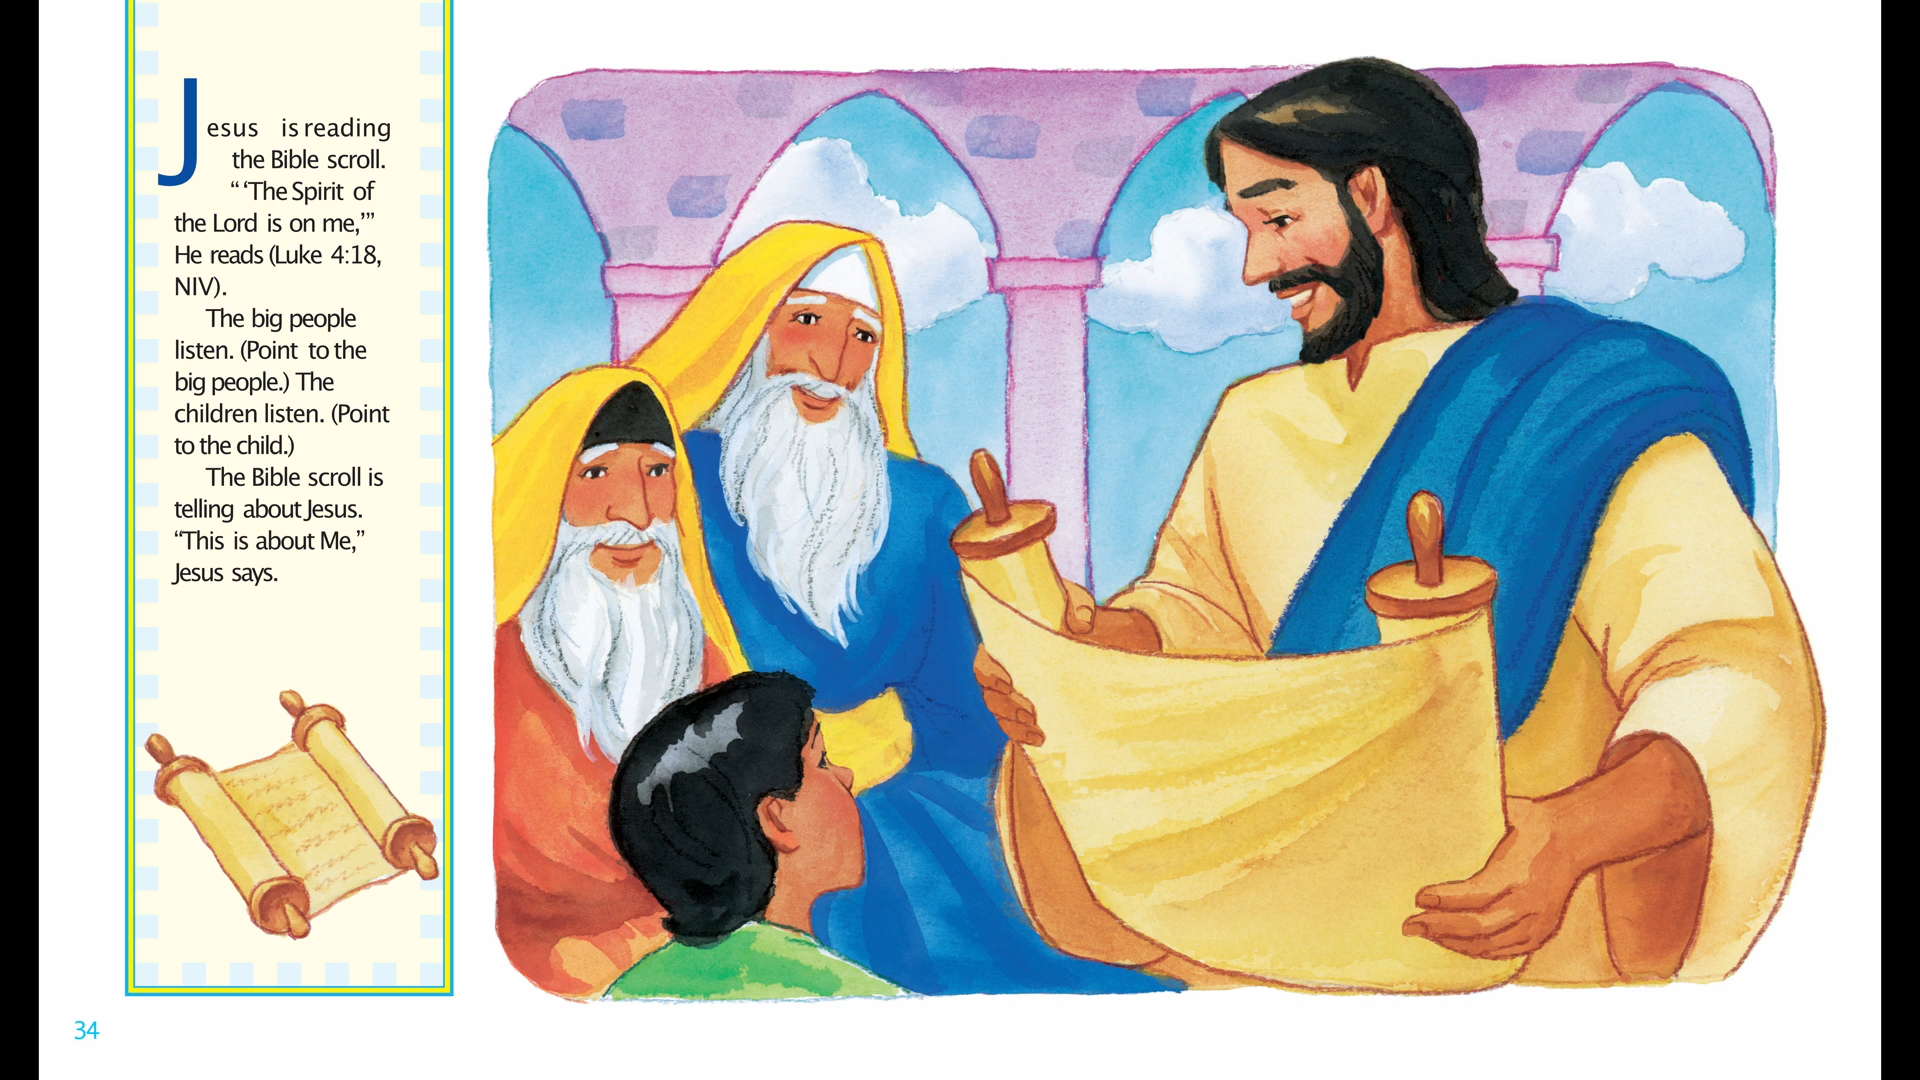 Jesus is reading
the Bible scroll.
“ ‘The Spirit of
the Lord is on me,’”
He reads (Luke 4:18,
NIV).
The big people
listen. (Point to the
big people.) The
children listen. (Point
to the child.)
The Bible scroll is
telling about Jesus.
“This is about Me,”
Jesus says.
34